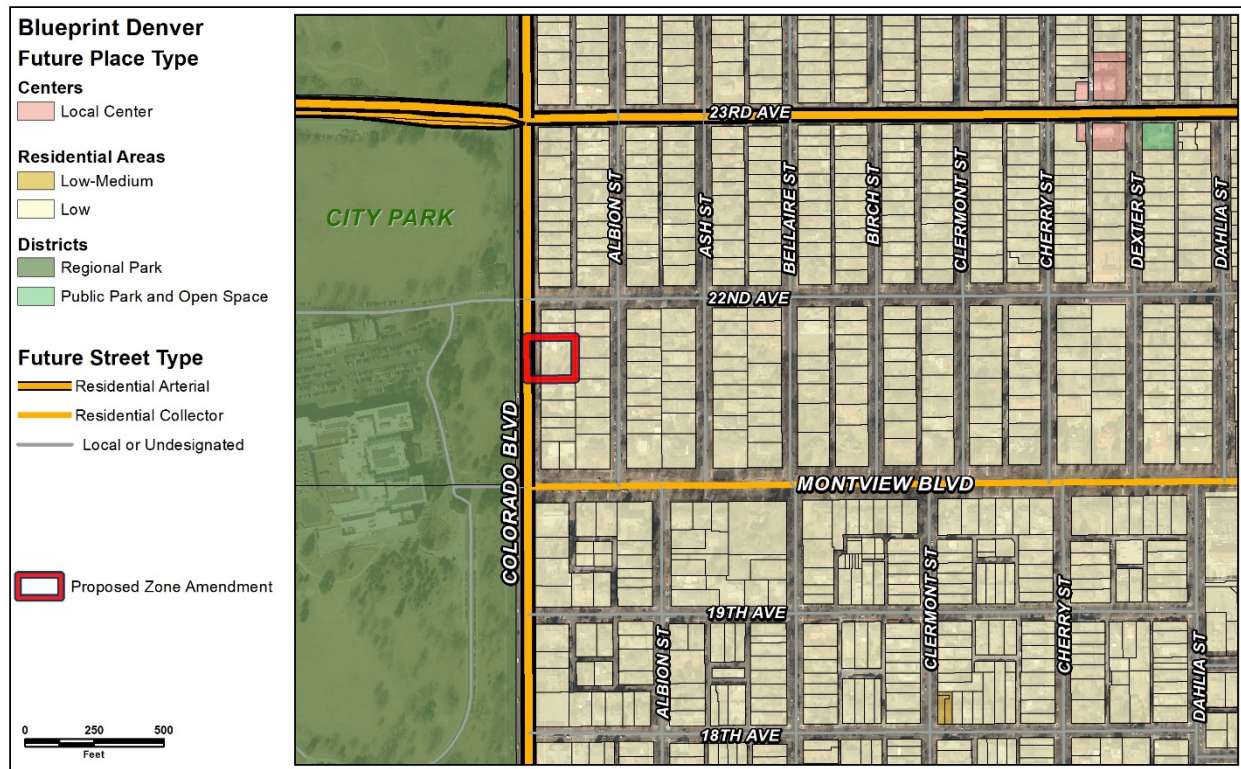 Blueprint Denver
Future Place Type
Centers
Local Center
Residential Areas
Low-Medium
Low
Districts
Regional Park
Public Park and Open Space
Future Street Type
Residential Arterial
Residential Collector
Local or Undesignated
Proposed Zone Amendment
0 250 500
Feet
23RD AVE
CITY PARK
ALBION ST
ASH ST
BELLAIRE ST
BIRCH ST
CLERMONT ST
CHERRY ST
DEXTER ST
DAHLIA ST
22ND AVE
COLORADO BLVD
MONTVIEW BLVD
19TH AVE
ALBION ST
CLERMONT ST
CHERRY ST
DAHLIA ST
18TH AVE